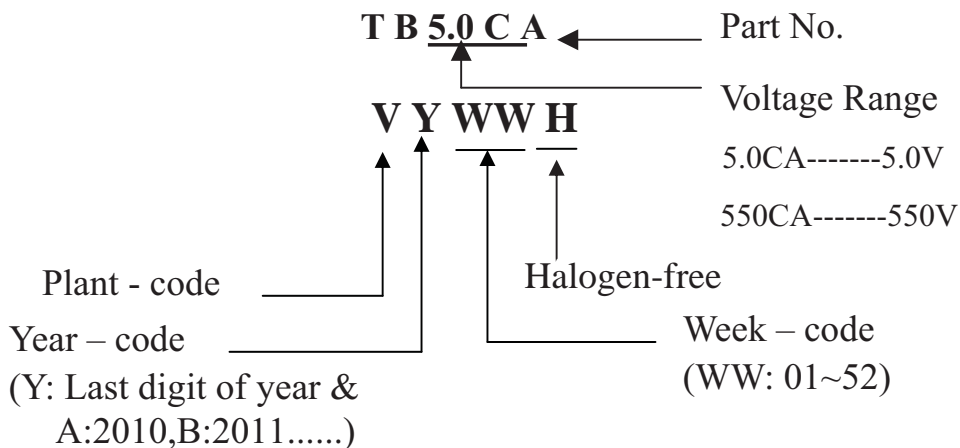 T B 5.0 C A
Part No.
Voltage Range
V Y WW H
5.0CA-------5.0V
550CA-------550V
Plant - code
Halogen-free
Year – code
Week – code
(Y: Last digit of year &
(WW: 01~52)
A:2010,B:2011......)